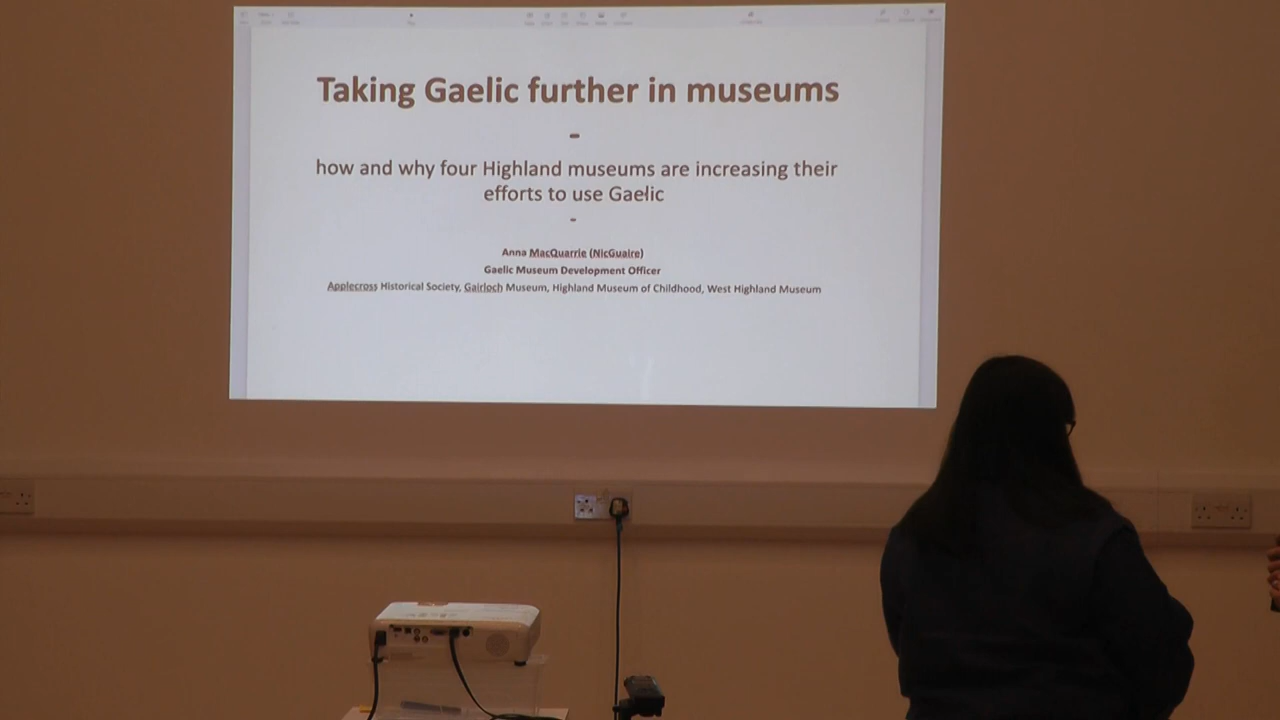 Taking Gaelic further in museums
-
how and why four Highland museums are increasing their
efforts to use Gaelic
-
Anna MacQuarrie (NicGuaire)
Gaelic Museum Development Officer
Applecross Historical Society, Gairloch Museum, Highland Museum of Childhood, West Highland Museum